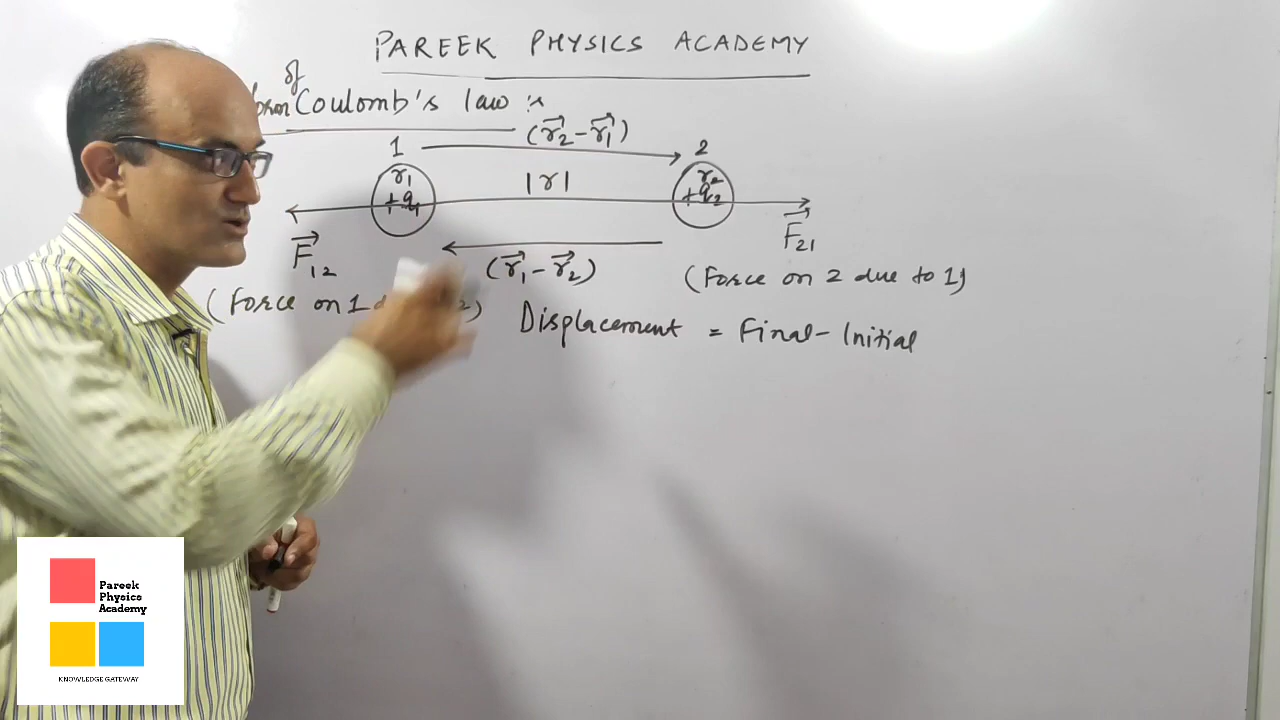 PAREEK PHYSICS ACADEMY
of
Coulomb's law :
(r⃗2 - r⃗1)
1
2
r1
+q1
|r|
r2
+q2
F⃗12
(r⃗1 - r⃗2)
F⃗21
(Force on 1 2)
(Force on 2 due to 1)
Displacement = Final - Initial
Pareek
Physics
Academy
KNOWLEDGE GATEWAY